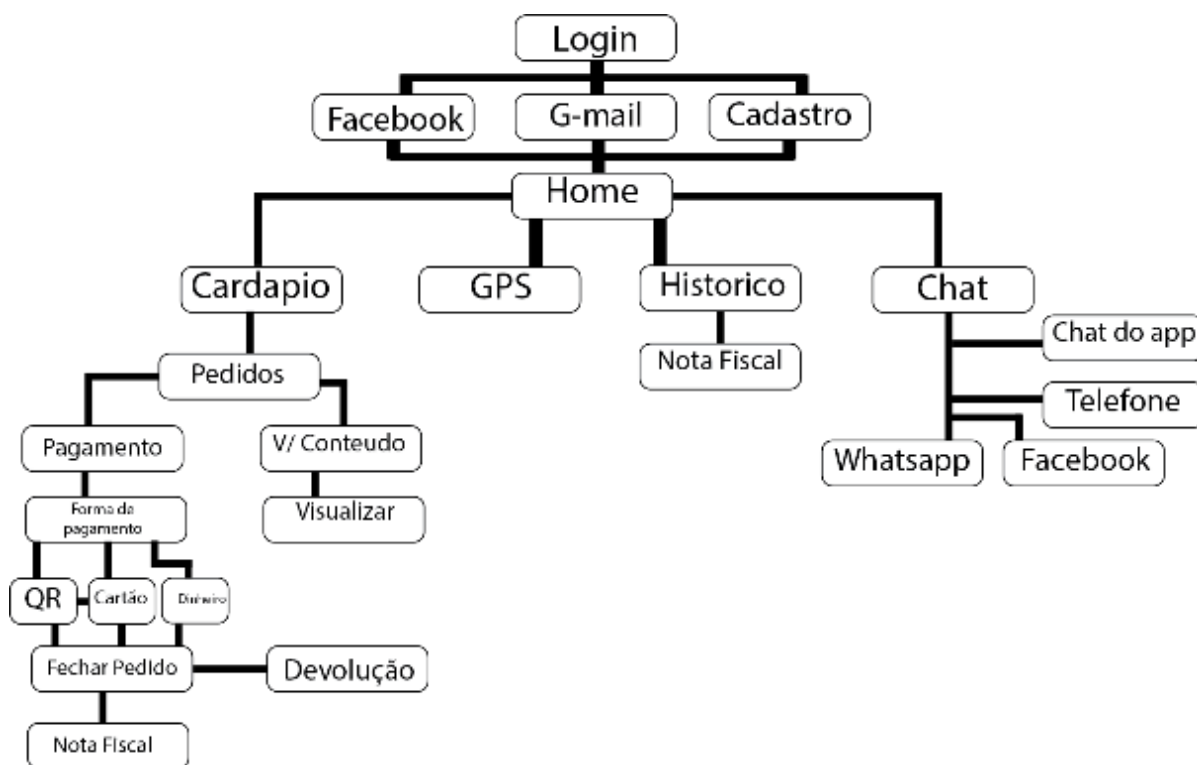 Login
Facebook
G-mail
Cadastro
Home
Cardapio
GPS
Historico
Chat
Chat do app
Pedidos
Nota Fiscal
Telefone
Pagamento
V/ Conteudo
Whatsapp
Facebook
Forma de
pagamento
Visualizar
QR
Cartão
Dinheiro
Fechar Pedido
Devolução
Nota Fiscal